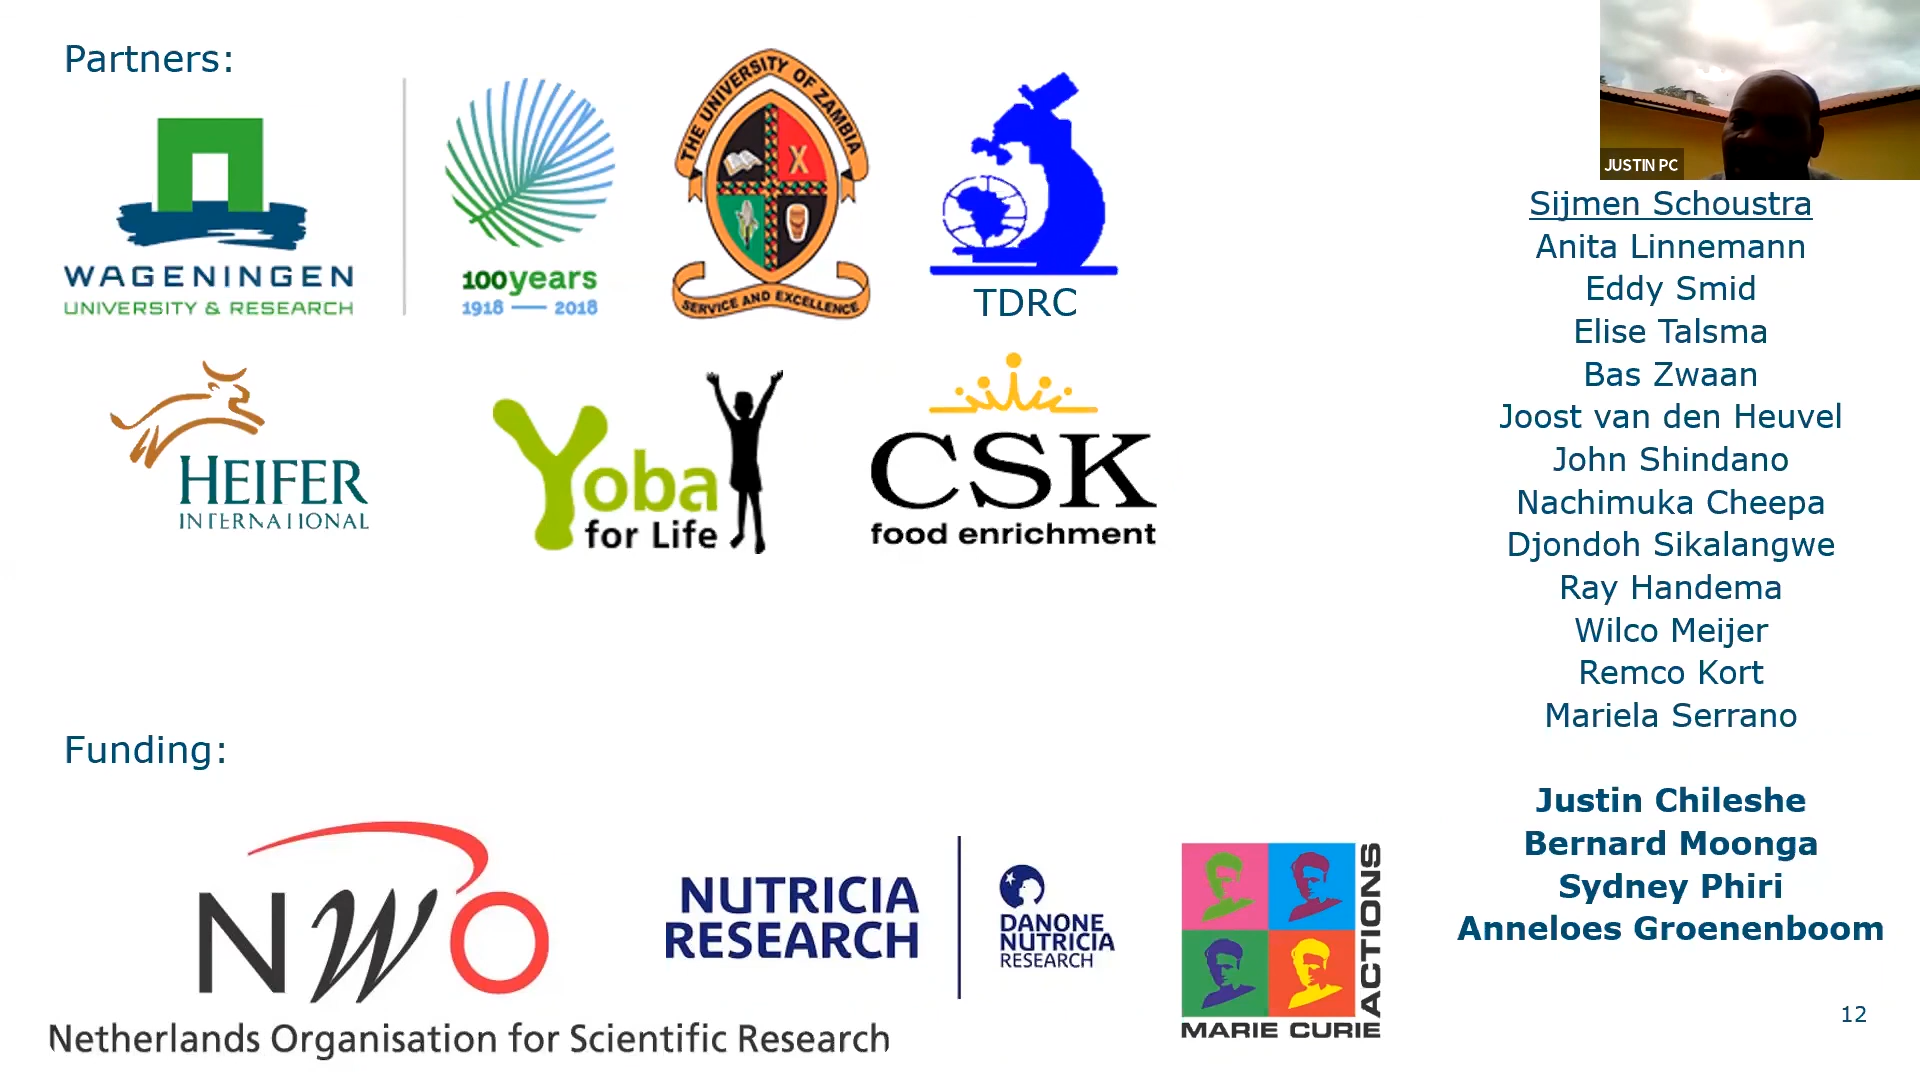 Partners:
WAGENINGEN
UNIVERSITY & RESEARCH
100years
1918 — 2018
THE UNIVERSITY OF ZAMBIA
SERVICE AND EXCELLENCE
TDRC
HEIFER
INTERNATIONAL
Yoba
for Life
CSK
food enrichment
Funding:
NWO
Netherlands Organisation for Scientific Research
NUTRICIA
RESEARCH
DANONE
NUTRICIA
RESEARCH
MARIE CURIE
ACTIONS
JUSTIN PC
Sijmen Schoustra
Anita Linnemann
Eddy Smid
Elise Talsma
Bas Zwaan
Joost van den Heuvel
John Shindano
Nachimuka Cheepa
Djondoh Sikalangwe
Ray Handema
Wilco Meijer
Remco Kort
Mariela Serrano
Justin Chileshe
Bernard Moonga
Sydney Phiri
Anneloes Groenenboom
12